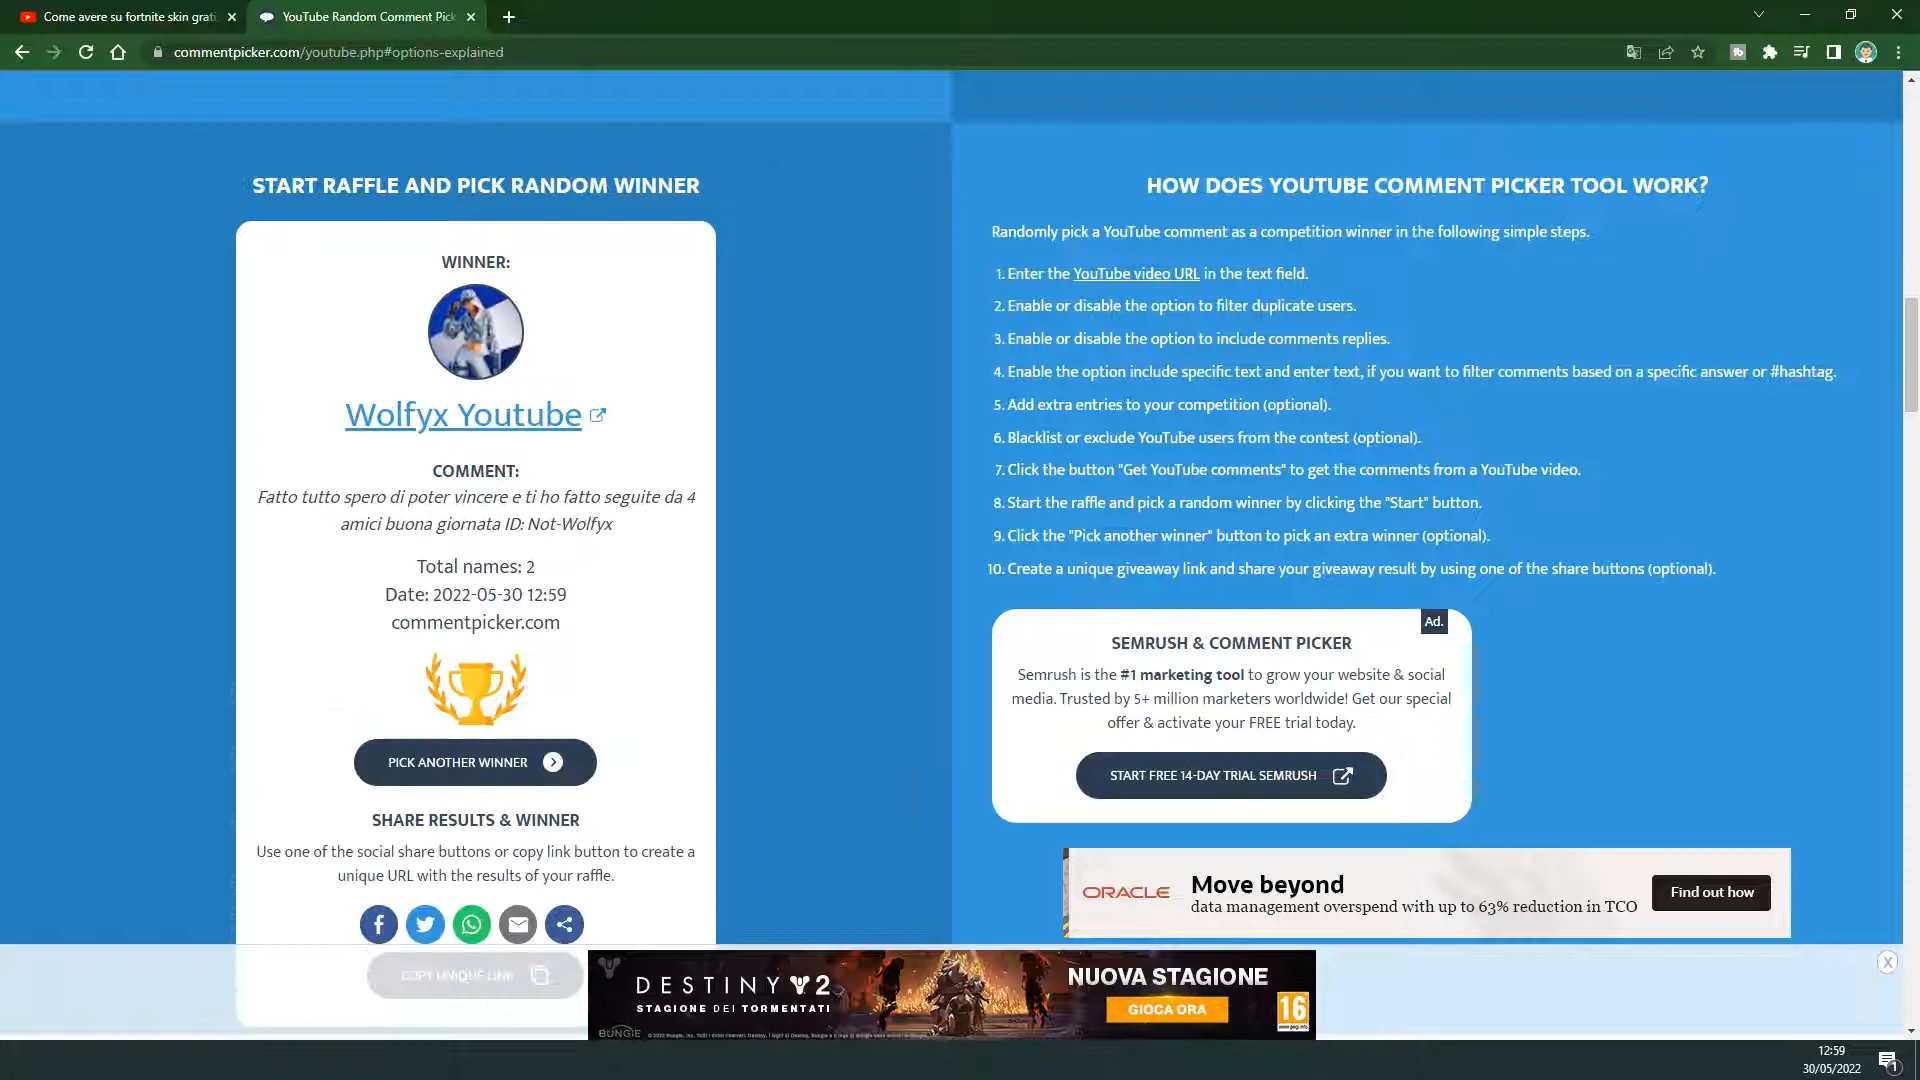 Come avere su fortnite skin grati
YouTube Random Comment Pick
commentpicker.com/youtube.php#options-explained
START RAFFLE AND PICK RANDOM WINNER
WINNER:
Wolfyx Youtube
COMMENT:
Fatto tutto spero di poter vincere e ti ho fatto seguite da 4
amici buona giornata ID: Not-Wolfyx
Total names: 2
Date: 2022-05-30 12:59
commentpicker.com
PICK ANOTHER WINNER
SHARE RESULTS & WINNER
Use one of the social share buttons or copy link button to create a
unique URL with the results of your raffle.
COPY UNIQUE LINK
HOW DOES YOUTUBE COMMENT PICKER TOOL WORK?
Randomly pick a YouTube comment as a competition winner in the following simple steps.
1. Enter the YouTube video URL in the text field.
2. Enable or disable the option to filter duplicate users.
3. Enable or disable the option to include comments replies.
4. Enable the option include specific text and enter text, if you want to filter comments based on a specific answer or #hashtag.
5. Add extra entries to your competition (optional).
6. Blacklist or exclude YouTube users from the contest (optional).
7. Click the button "Get YouTube comments" to get the comments from a YouTube video.
8. Start the raffle and pick a random winner by clicking the "Start" button.
9. Click the "Pick another winner" button to pick an extra winner (optional).
10. Create a unique giveaway link and share your giveaway result by using one of the share buttons (optional).
Ad.
SEMRUSH & COMMENT PICKER
Semrush is the #1 marketing tool to grow your website & social
media. Trusted by 5+ million marketers worldwide! Get our special
offer & activate your FREE trial today.
START FREE 14-DAY TRIAL SEMRUSH
ORACLE
Move beyond
data management overspend with up to 63% reduction in TCO
Find out how
DESTINY 2
STAGIONE DEI TORMENTATI
BUNGIE
NUOVA STAGIONE
GIOCA ORA
16
www.pegi.info
X
12:59
30/05/2022
1